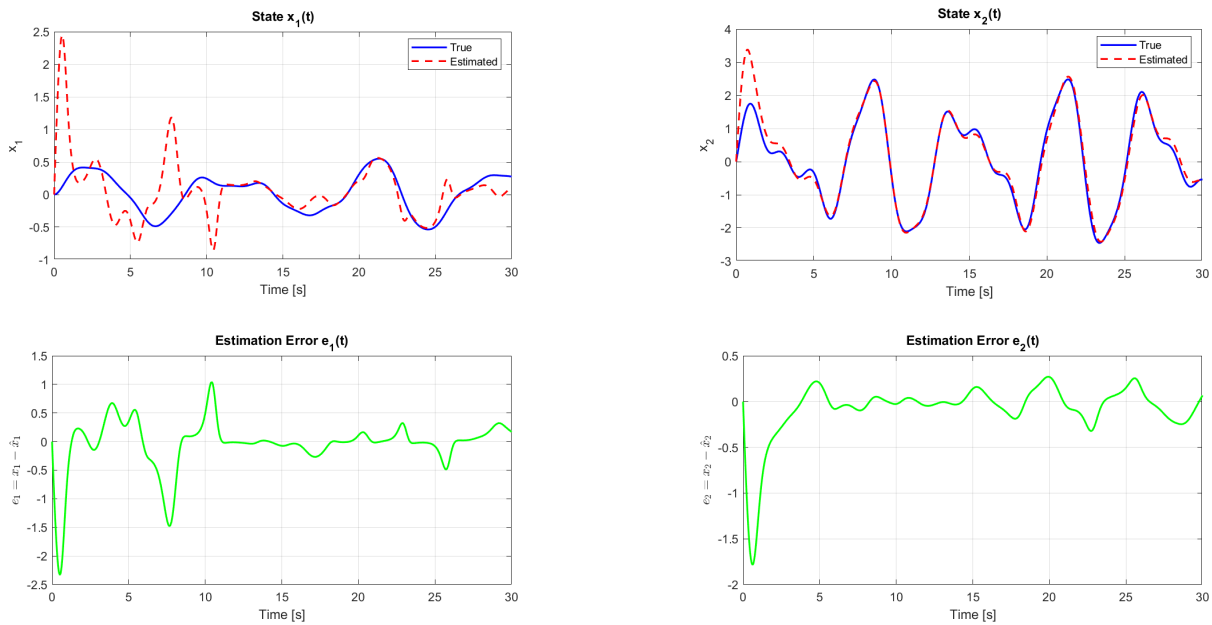 State x1(t)
2.5
2
1.5
1
0.5
0
-0.5
-1
x1
True
Estimated
0 5 10 15 20 25 30
Time [s]
State x2(t)
4
3
2
1
0
-1
-2
-3
x2
True
Estimated
0 5 10 15 20 25 30
Time [s]
Estimation Error e1(t)
1.5
1
0.5
0
-0.5
-1
-1.5
-2
-2.5
e1 = x1 − x̂1
0 5 10 15 20 25 30
Time [s]
Estimation Error e2(t)
0.5
0
-0.5
-1
-1.5
-2
e2 = x2 − x̂2
0 5 10 15 20 25 30
Time [s]